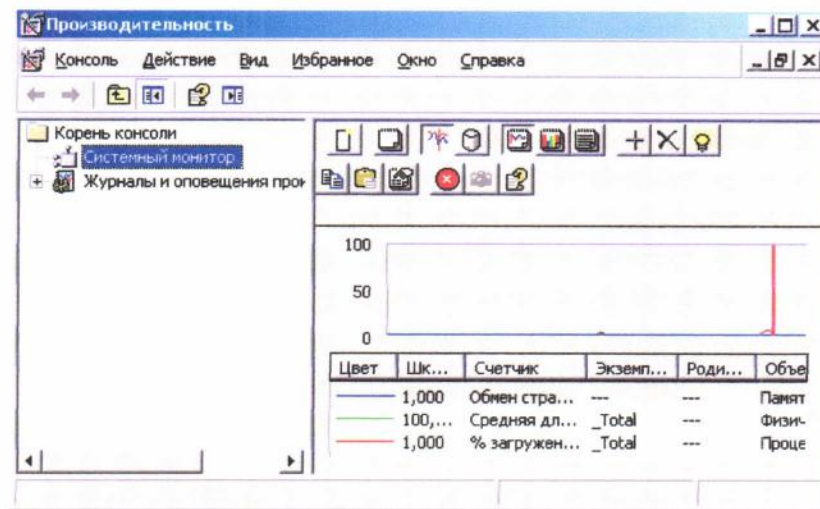 Производительность
Консоль Действие Вид Избранное Окно Справка
Корень консоли
Системный монитор
Журналы и оповещения прои
100
50
0
Цвет Шк... Счетчик Экземп... Роди... Объе
1,000 Обмен стра... --- --- Памят
100,... Средняя дл... _Total --- Физич
1,000 % загружен... _Total --- Проце